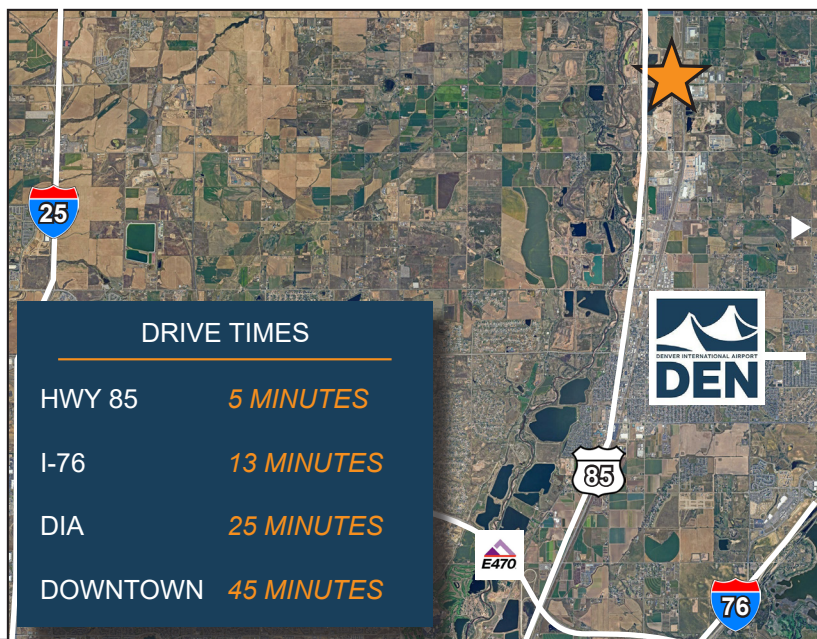 25
DRIVE TIMES
HWY 85 5 MINUTES
I-76 13 MINUTES
DIA 25 MINUTES
DOWNTOWN 45 MINUTES
DENVER INTERNATIONAL AIRPORT
DEN
85
E470
76